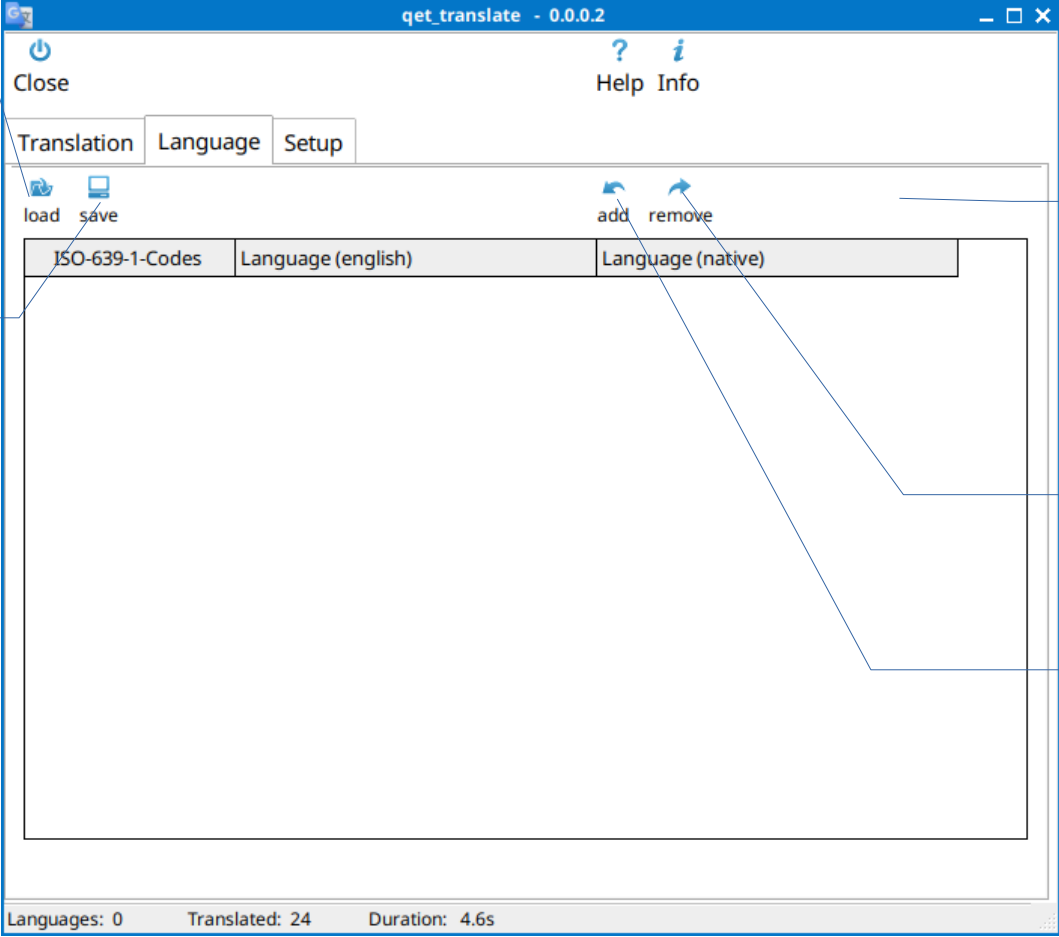 qet_translate - 0.0.0.2
Close Help Info
Translation Language Setup
load save add remove
ISO-639-1-Codes Language (english) Language (native)
Languages: 0 Translated: 24 Duration: 4.6s